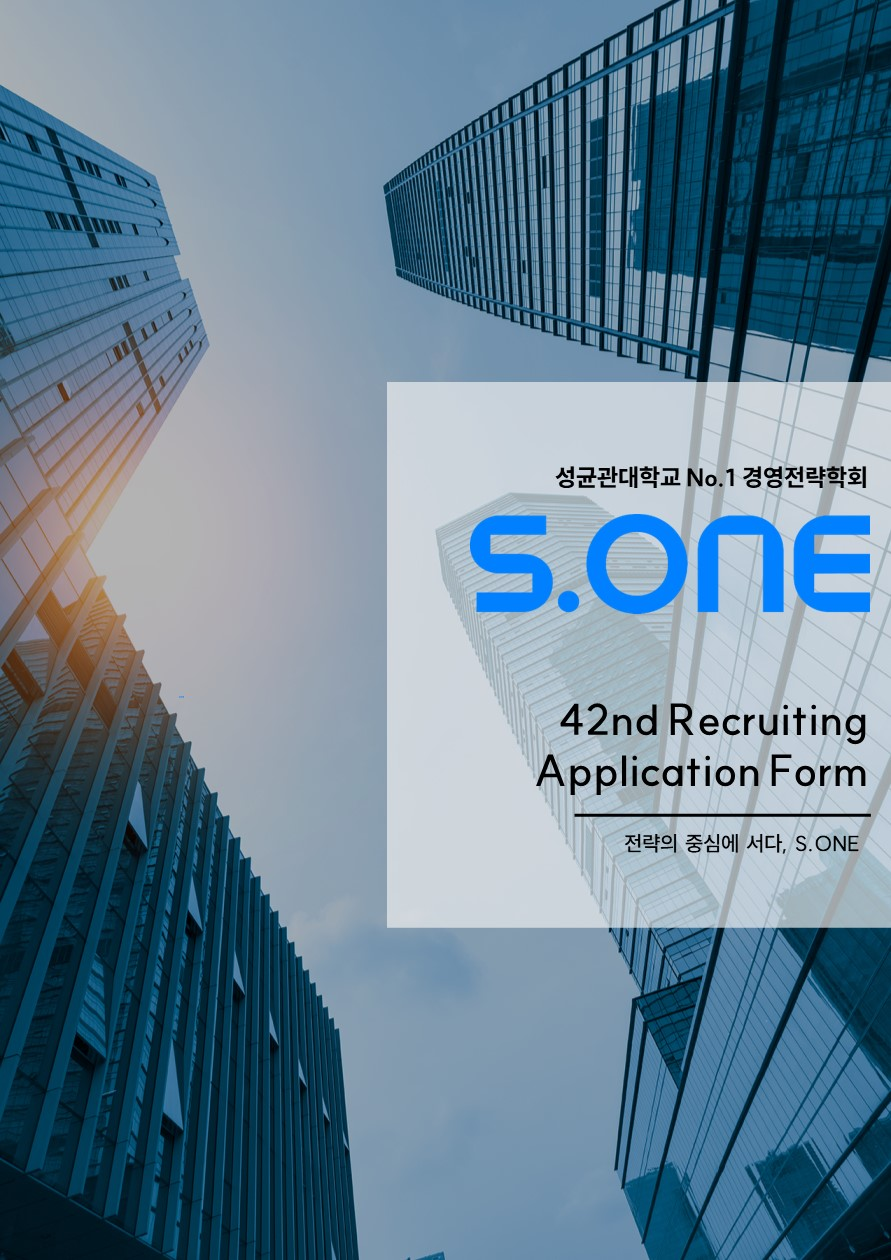 성균관대학교 No.1 경영전략학회
S.ONE
42nd Recruiting
Application Form
전략의 중심에 서다, S.ONE